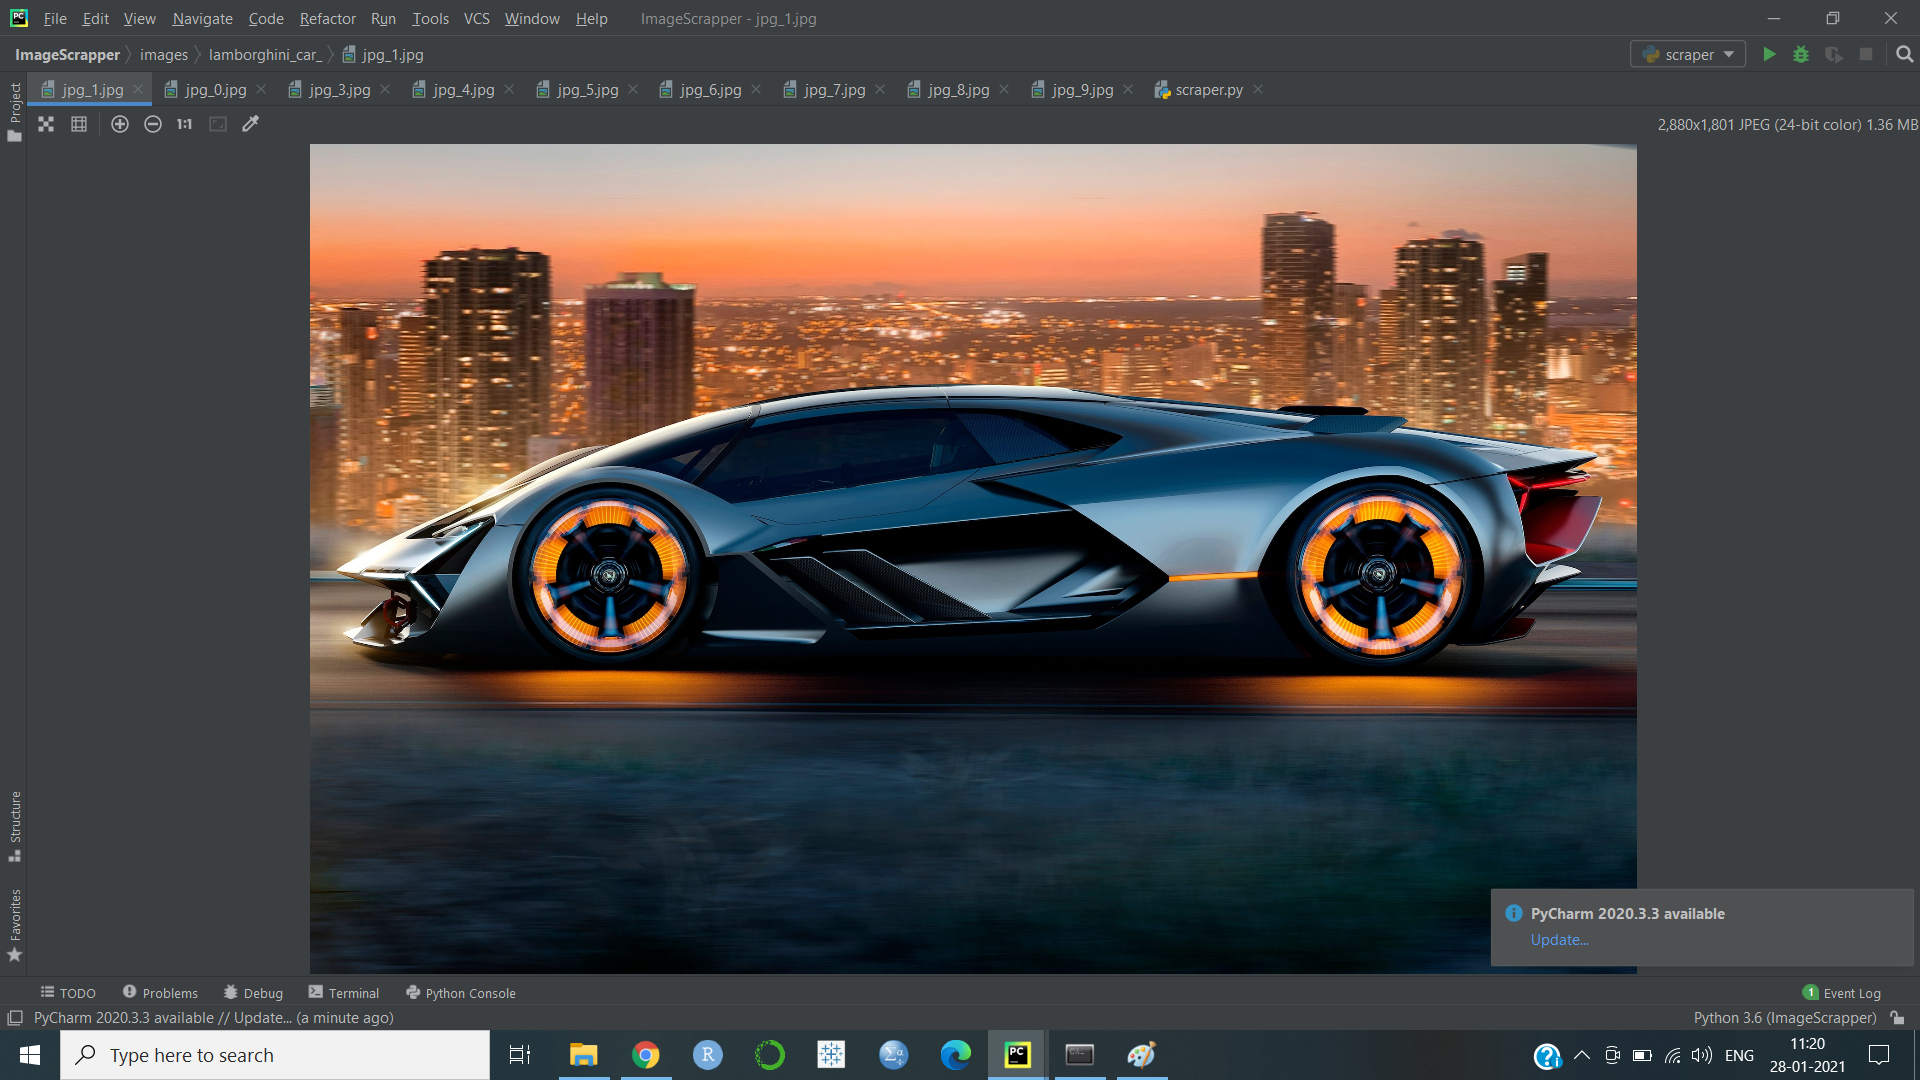 File Edit View Navigate Code Refactor Run Tools VCS Window Help ImageScrapper - jpg_1.jpg
ImageScrapper images lamborghini_car_ jpg_1.jpg scraper
jpg_1.jpg jpg_0.jpg jpg_3.jpg jpg_4.jpg jpg_5.jpg jpg_6.jpg jpg_7.jpg jpg_8.jpg jpg_9.jpg scraper.py
Project
1:1 2,880x1,801 JPEG (24-bit color) 1.36 MB
Structure
Favorites
PyCharm 2020.3.3 available
Update...
TODO Problems Debug Terminal Python Console 1 Event Log
PyCharm 2020.3.3 available // Update... (a minute ago) Python 3.6 (ImageScrapper)
Type here to search R Σα PC ENG 11:20
28-01-2021